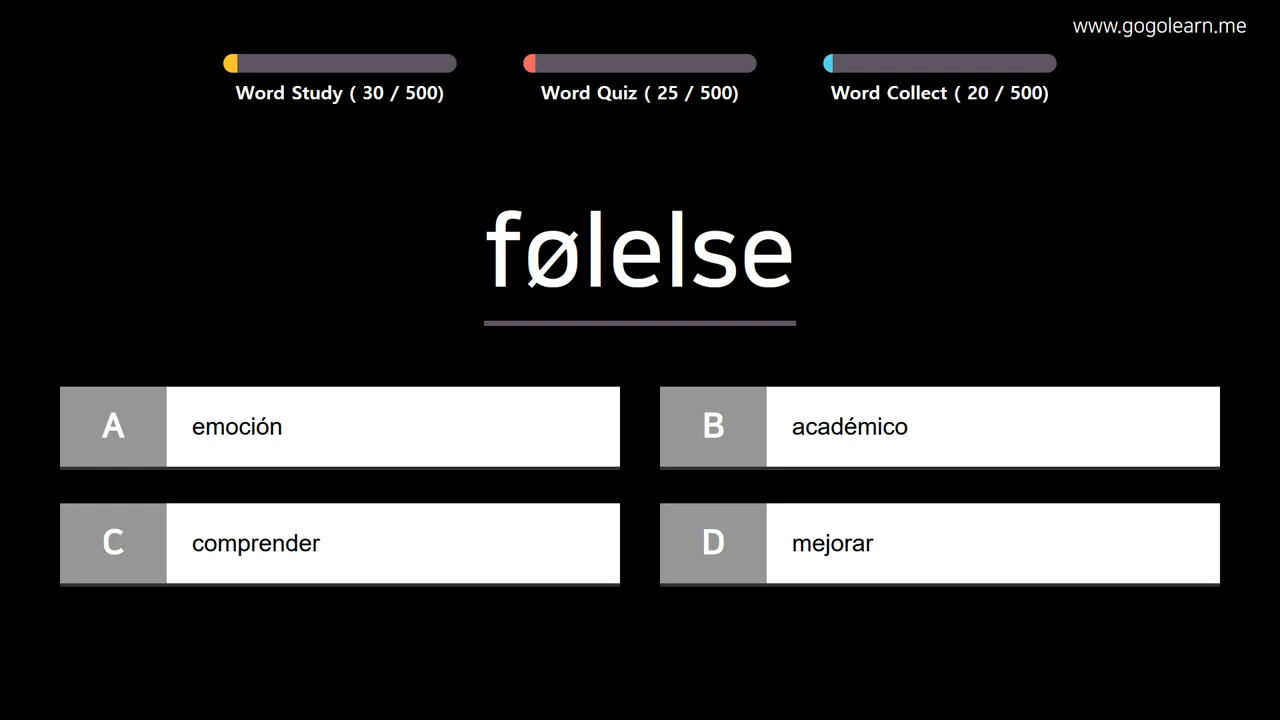 www.gogolearn.me
Word Study ( 30 / 500)
Word Quiz ( 25 / 500)
Word Collect ( 20 / 500)
følelse
A emoción
B académico
C comprender
D mejorar